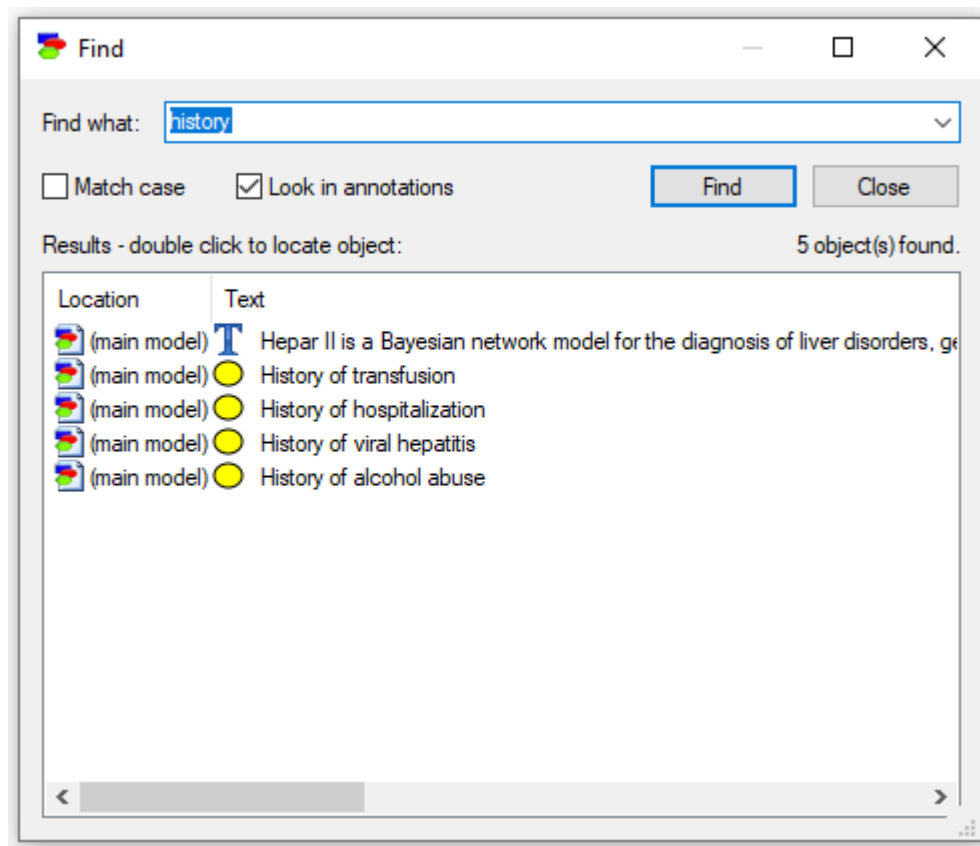 Find
Find what: history
Match case Look in annotations Find Close
Results - double click to locate object: 5 object(s) found.
Location Text
(main model) Hepar II is a Bayesian network model for the diagnosis of liver disorders, ge
(main model) History of transfusion
(main model) History of hospitalization
(main model) History of viral hepatitis
(main model) History of alcohol abuse